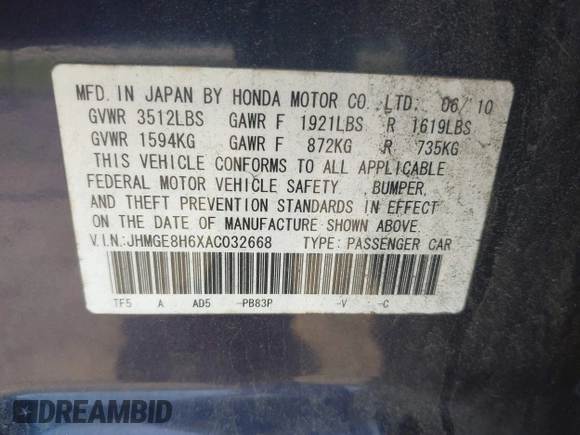 MFD. IN JAPAN BY HONDA MOTOR CO.,LTD. 06/10
GVWR 3512LBS GAWR F 1921LBS R 1619LBS
GVWR 1594KG GAWR F 872KG R 735KG
THIS VEHICLE CONFORMS TO ALL APPLICABLE
FEDERAL MOTOR VEHICLE SAFETY, BUMPER,
AND THEFT PREVENTION STANDARDS IN EFFECT
ON THE DATE OF MANUFACTURE SHOWN ABOVE.
V.I.N:JHMGE8H6XAC032668 TYPE: PASSENGER CAR
TF5 A AD5 -PB83P -V -C
DREAMBID